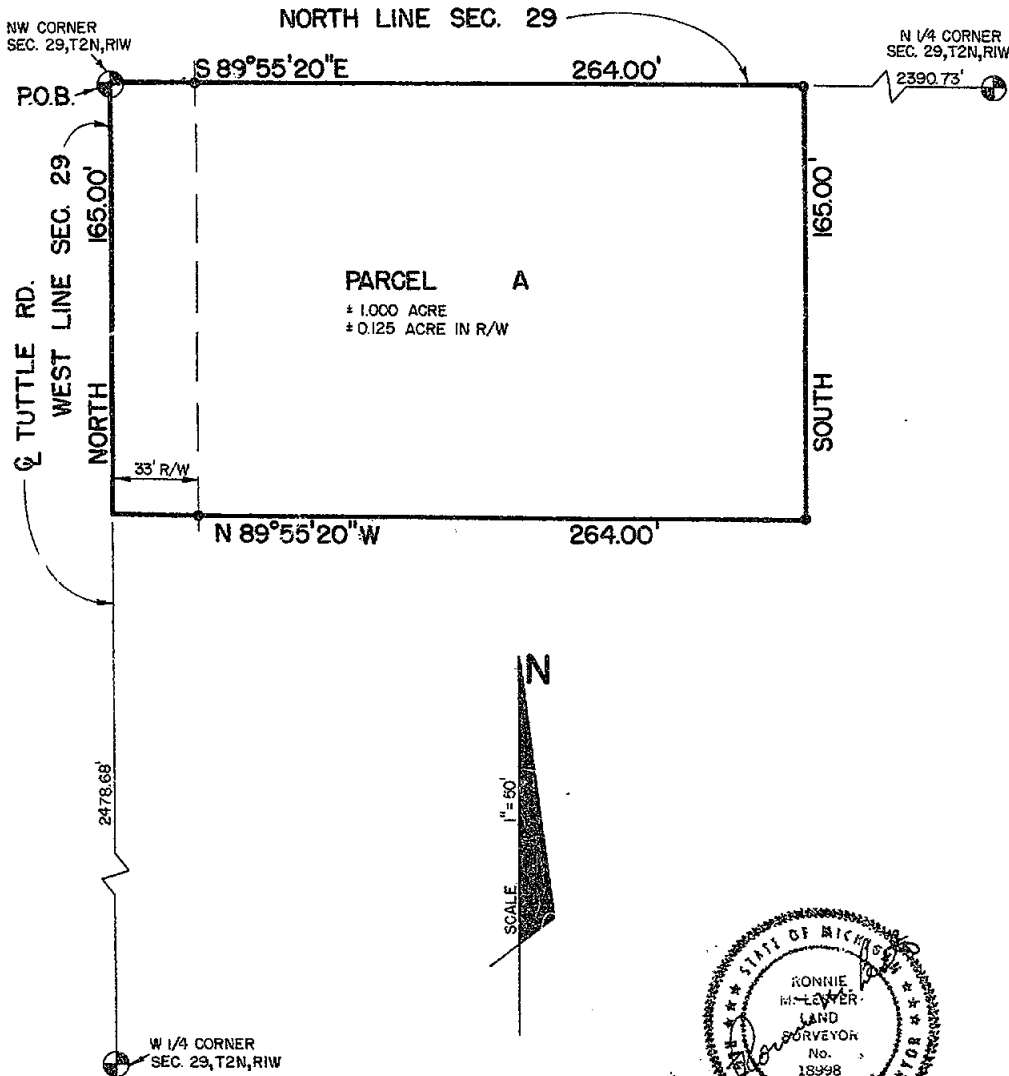 NORTH LINE SEC. 29
NW CORNER
SEC. 29, T2N, R1W
N 1/4 CORNER
SEC. 29, T2N, R1W
S 89°55'20"E
264.00'
2390.73'
P.O.B.
WEST LINE SEC. 29
165.00'
165.00'
PARCEL A
± 1.000 ACRE
± 0.125 ACRE IN R/W
℄ TUTTLE RD.
NORTH
SOUTH
33' R/W
N 89°55'20"W
264.00'
N
2478.68'
SCALE 1"=50'
W 1/4 CORNER
SEC. 29, T2N, R1W
STATE OF MICHIGAN
RONNIE
M. LESTER
LAND
SURVEYOR
No.
18998